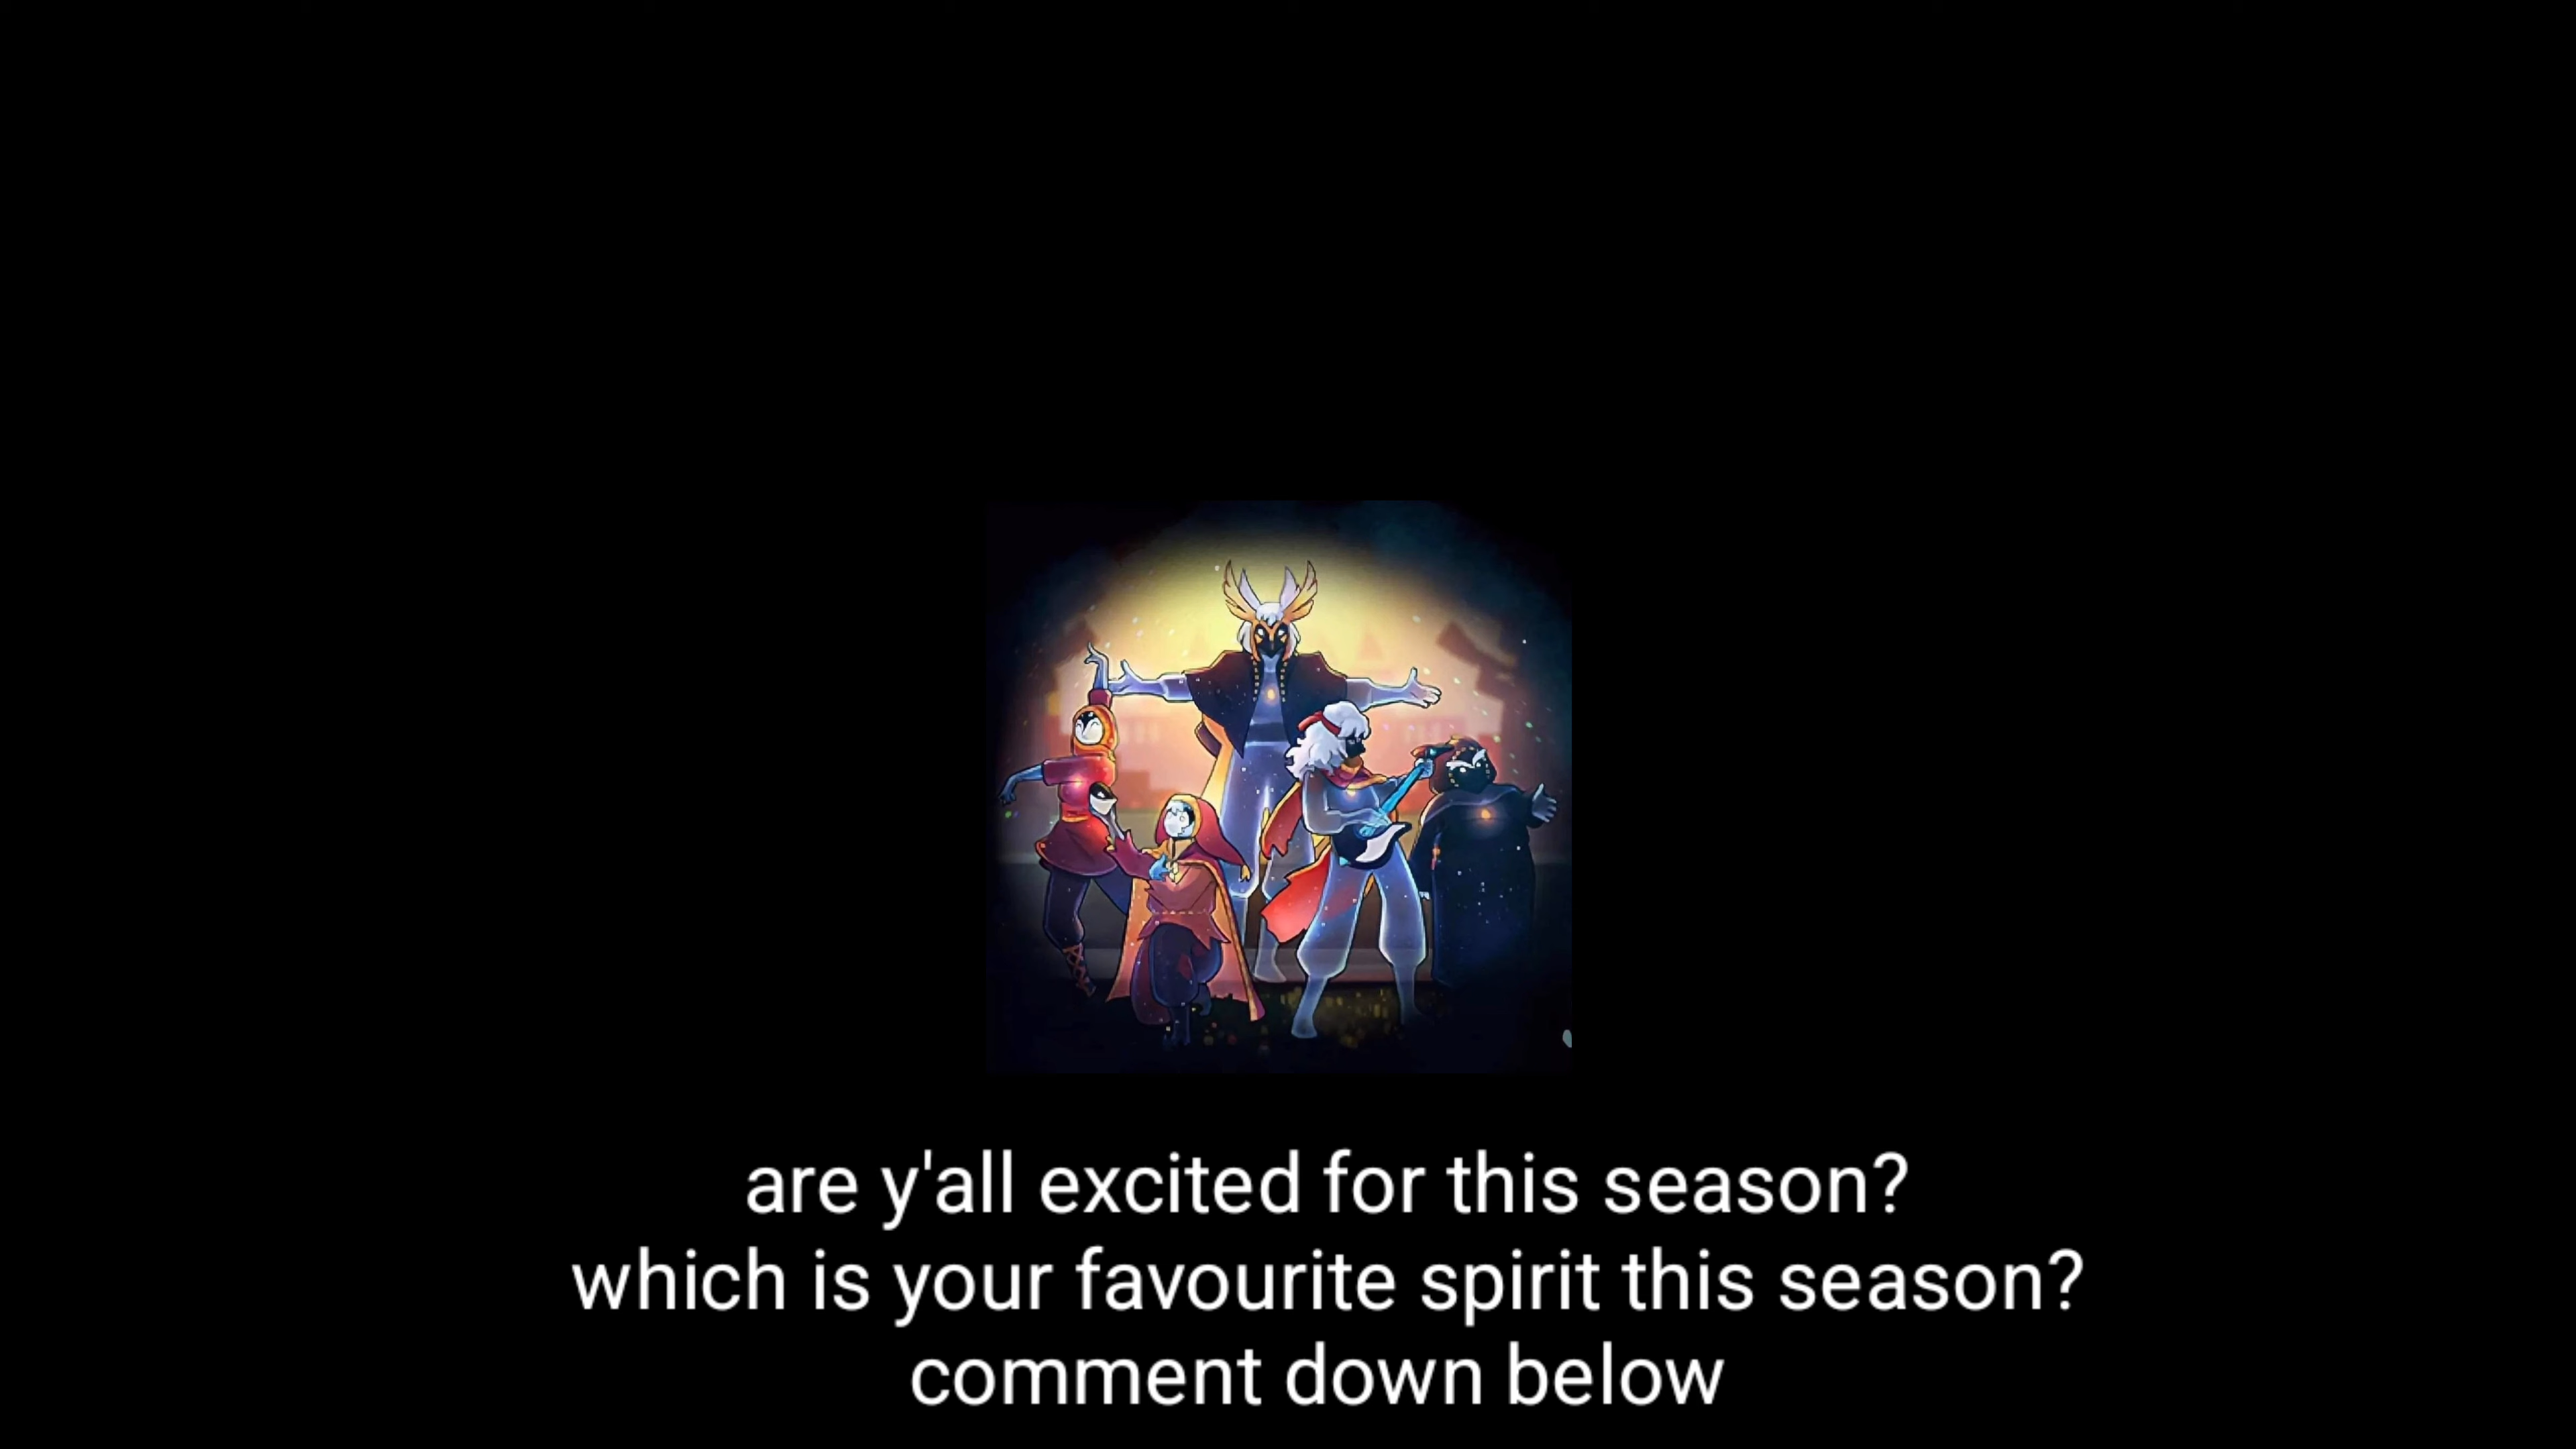 are y'all excited for this season?
which is your favourite spirit this season?
comment down below